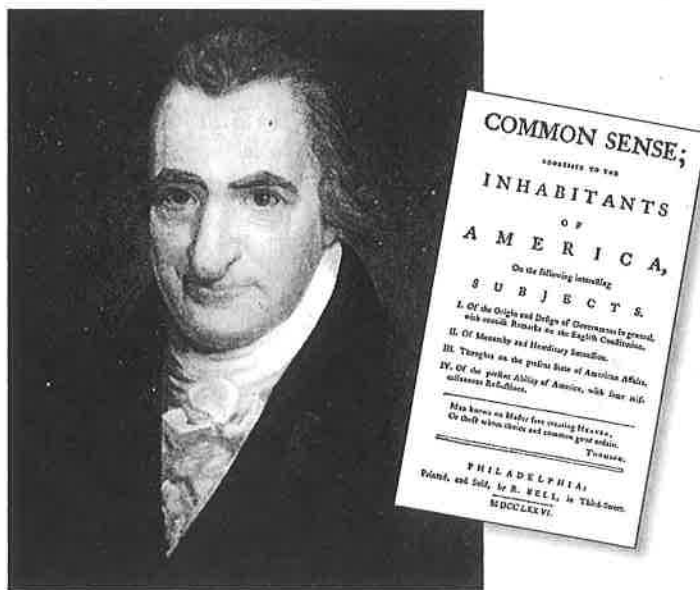 COMMON SENSE;
ADDRESSED TO THE
INHABITANTS
OF
AMERICA,
On the following interesting
SUBJECTS.
I. Of the Origin and Design of Government in general,
with concise Remarks on the English Constitution.
II. Of Monarchy and Hereditary Succession.
III. Thoughts on the present State of American Affairs.
IV. Of the present Ability of America, with some mis-
cellaneous Reflections.
Man knows no Master save creating HEAVEN,
Or those whom choice and common good ordain.
THOMSON.
PHILADELPHIA;
Printed, and Sold, by R. BELL, in Third-Street.
MDCCLXXVI.